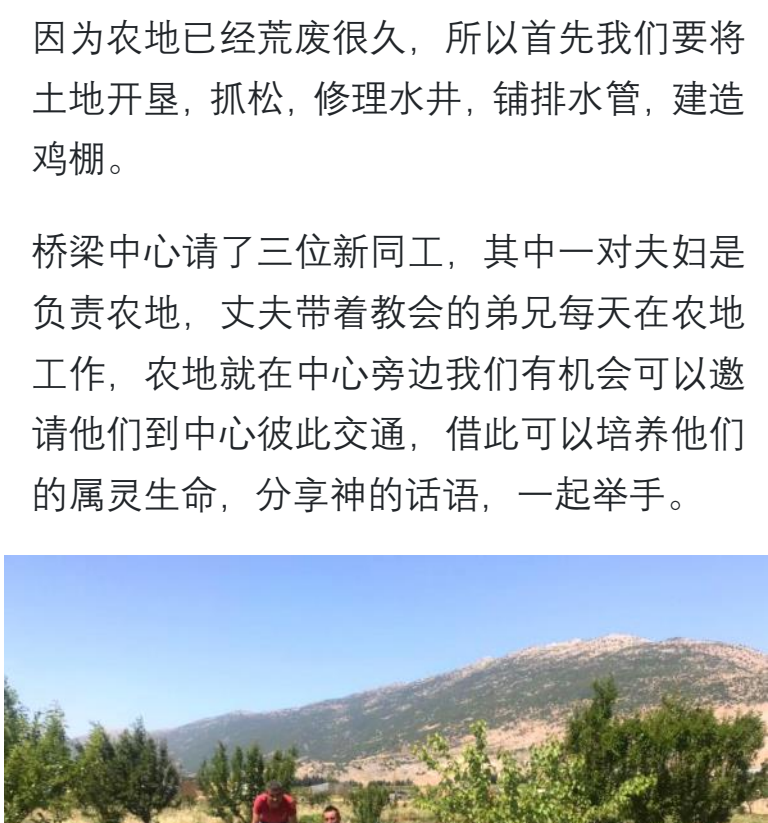 因为农地已经荒废很久，所以首先我们要将
土地开垦, 抓松, 修理水井, 铺排水管, 建造
鸡棚。
桥梁中心请了三位新同工，其中一对夫妇是
负责农地，丈夫带着教会的弟兄每天在农地
工作，农地就在中心旁边我们有机会可以邀
请他们到中心彼此交通，借此可以培养他们
的属灵生命，分享神的话语，一起举手。